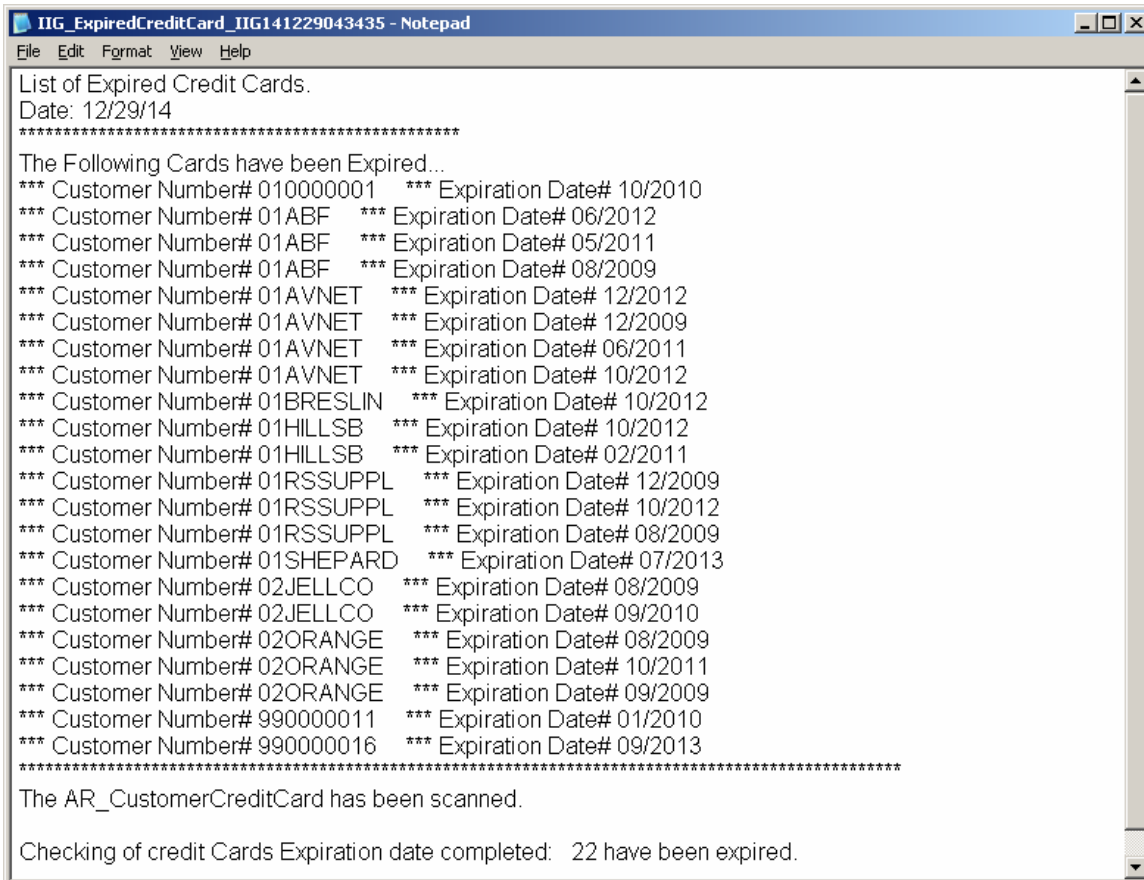 IIG_ExpiredCreditCard_IIG141229043435 - Notepad
File Edit Format View Help
List of Expired Credit Cards.
Date: 12/29/14
**************************************************
The Following Cards have been Expired...
*** Customer Number# 010000001 *** Expiration Date# 10/2010
*** Customer Number# 01ABF *** Expiration Date# 06/2012
*** Customer Number# 01ABF *** Expiration Date# 05/2011
*** Customer Number# 01ABF *** Expiration Date# 08/2009
*** Customer Number# 01AVNET *** Expiration Date# 12/2012
*** Customer Number# 01AVNET *** Expiration Date# 12/2009
*** Customer Number# 01AVNET *** Expiration Date# 06/2011
*** Customer Number# 01AVNET *** Expiration Date# 10/2012
*** Customer Number# 01BRESLIN *** Expiration Date# 10/2012
*** Customer Number# 01HILLSB *** Expiration Date# 10/2012
*** Customer Number# 01HILLSB *** Expiration Date# 02/2011
*** Customer Number# 01RSSUPPL *** Expiration Date# 12/2009
*** Customer Number# 01RSSUPPL *** Expiration Date# 10/2012
*** Customer Number# 01RSSUPPL *** Expiration Date# 08/2009
*** Customer Number# 01SHEPARD *** Expiration Date# 07/2013
*** Customer Number# 02JELLCO *** Expiration Date# 08/2009
*** Customer Number# 02JELLCO *** Expiration Date# 09/2010
*** Customer Number# 02ORANGE *** Expiration Date# 08/2009
*** Customer Number# 02ORANGE *** Expiration Date# 10/2011
*** Customer Number# 02ORANGE *** Expiration Date# 09/2009
*** Customer Number# 990000011 *** Expiration Date# 01/2010
*** Customer Number# 990000016 *** Expiration Date# 09/2013
****************************************************************************************************
The AR_CustomerCreditCard has been scanned.
Checking of credit Cards Expiration date completed: 22 have been expired.